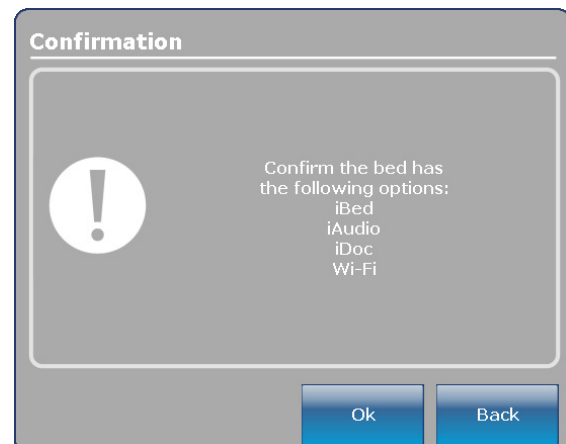 Confirmation
Confirm the bed has
the following options:
iBed
iAudio
iDoc
Wi-Fi
Ok
Back